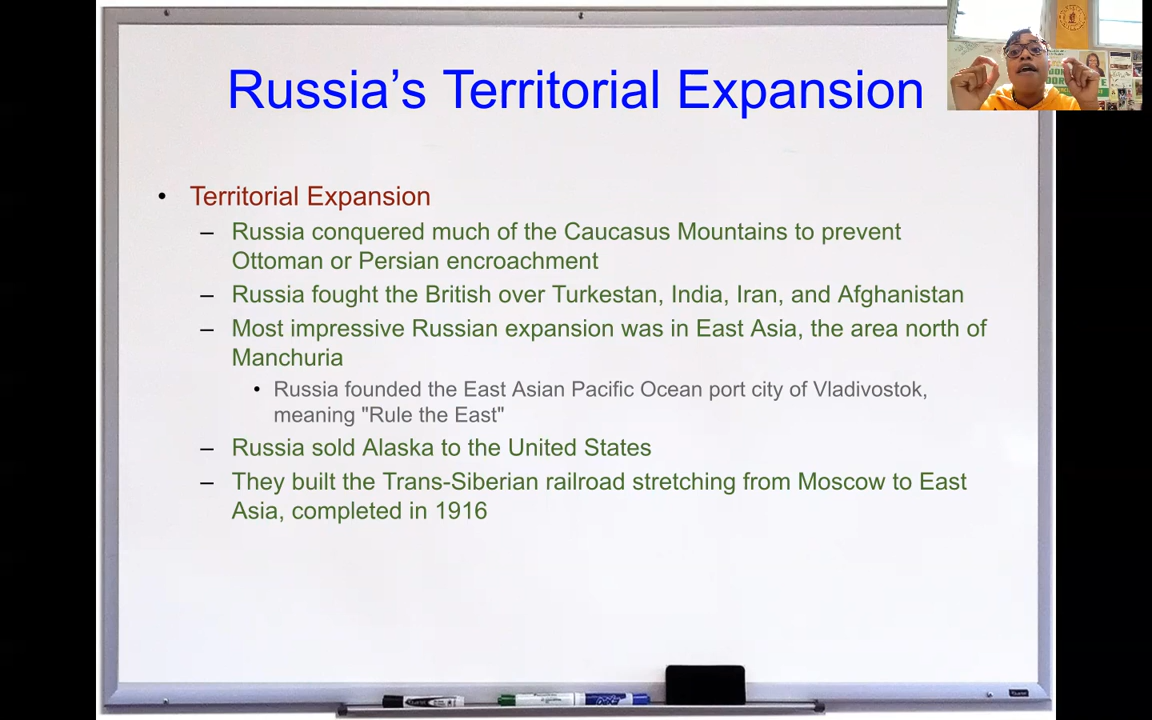 Russia's Territorial Expansion
• Territorial Expansion
– Russia conquered much of the Caucasus Mountains to prevent
Ottoman or Persian encroachment
– Russia fought the British over Turkestan, India, Iran, and Afghanistan
– Most impressive Russian expansion was in East Asia, the area north of
Manchuria
• Russia founded the East Asian Pacific Ocean port city of Vladivostok,
meaning "Rule the East"
– Russia sold Alaska to the United States
– They built the Trans-Siberian railroad stretching from Moscow to East
Asia, completed in 1916